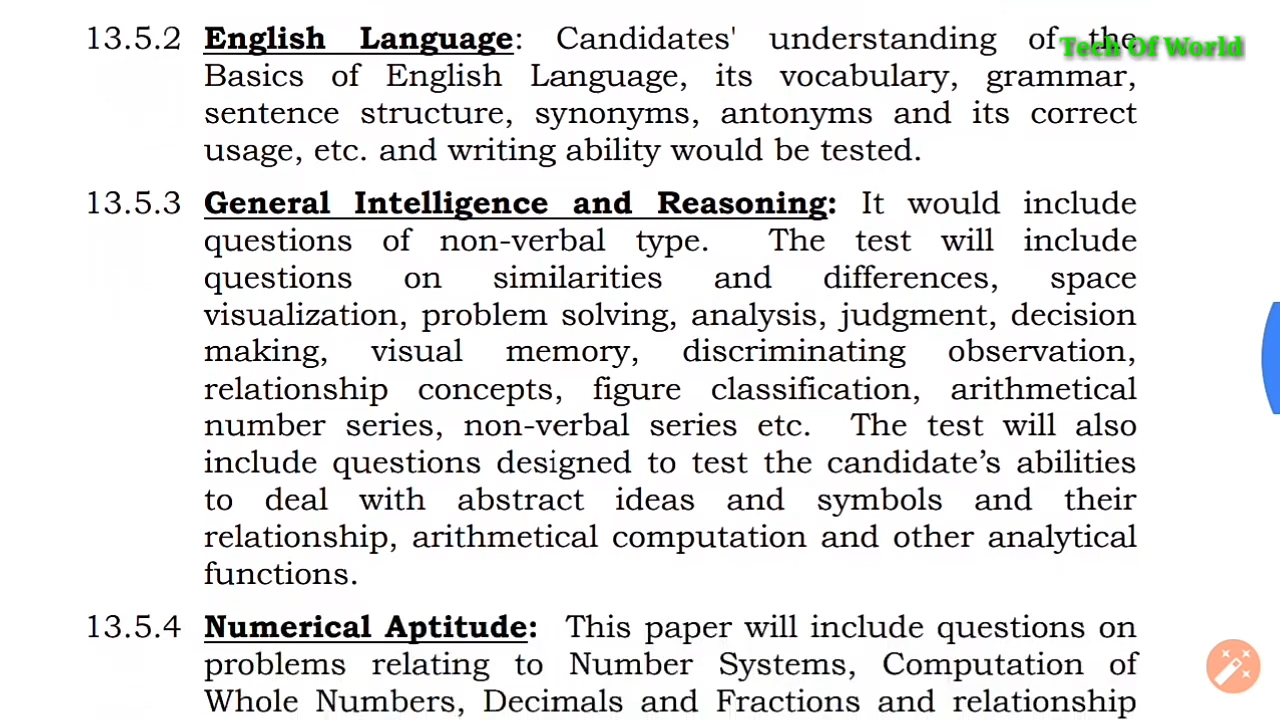 13.5.2 English Language: Candidates' understanding of the
Tech Of World
Basics of English Language, its vocabulary, grammar,
sentence structure, synonyms, antonyms and its correct
usage, etc. and writing ability would be tested.
13.5.3 General Intelligence and Reasoning: It would include
questions of non-verbal type. The test will include
questions on similarities and differences, space
visualization, problem solving, analysis, judgment, decision
making, visual memory, discriminating observation,
relationship concepts, figure classification, arithmetical
number series, non-verbal series etc. The test will also
include questions designed to test the candidate’s abilities
to deal with abstract ideas and symbols and their
relationship, arithmetical computation and other analytical
functions.
13.5.4 Numerical Aptitude: This paper will include questions on
problems relating to Number Systems, Computation of
Whole Numbers, Decimals and Fractions and relationship